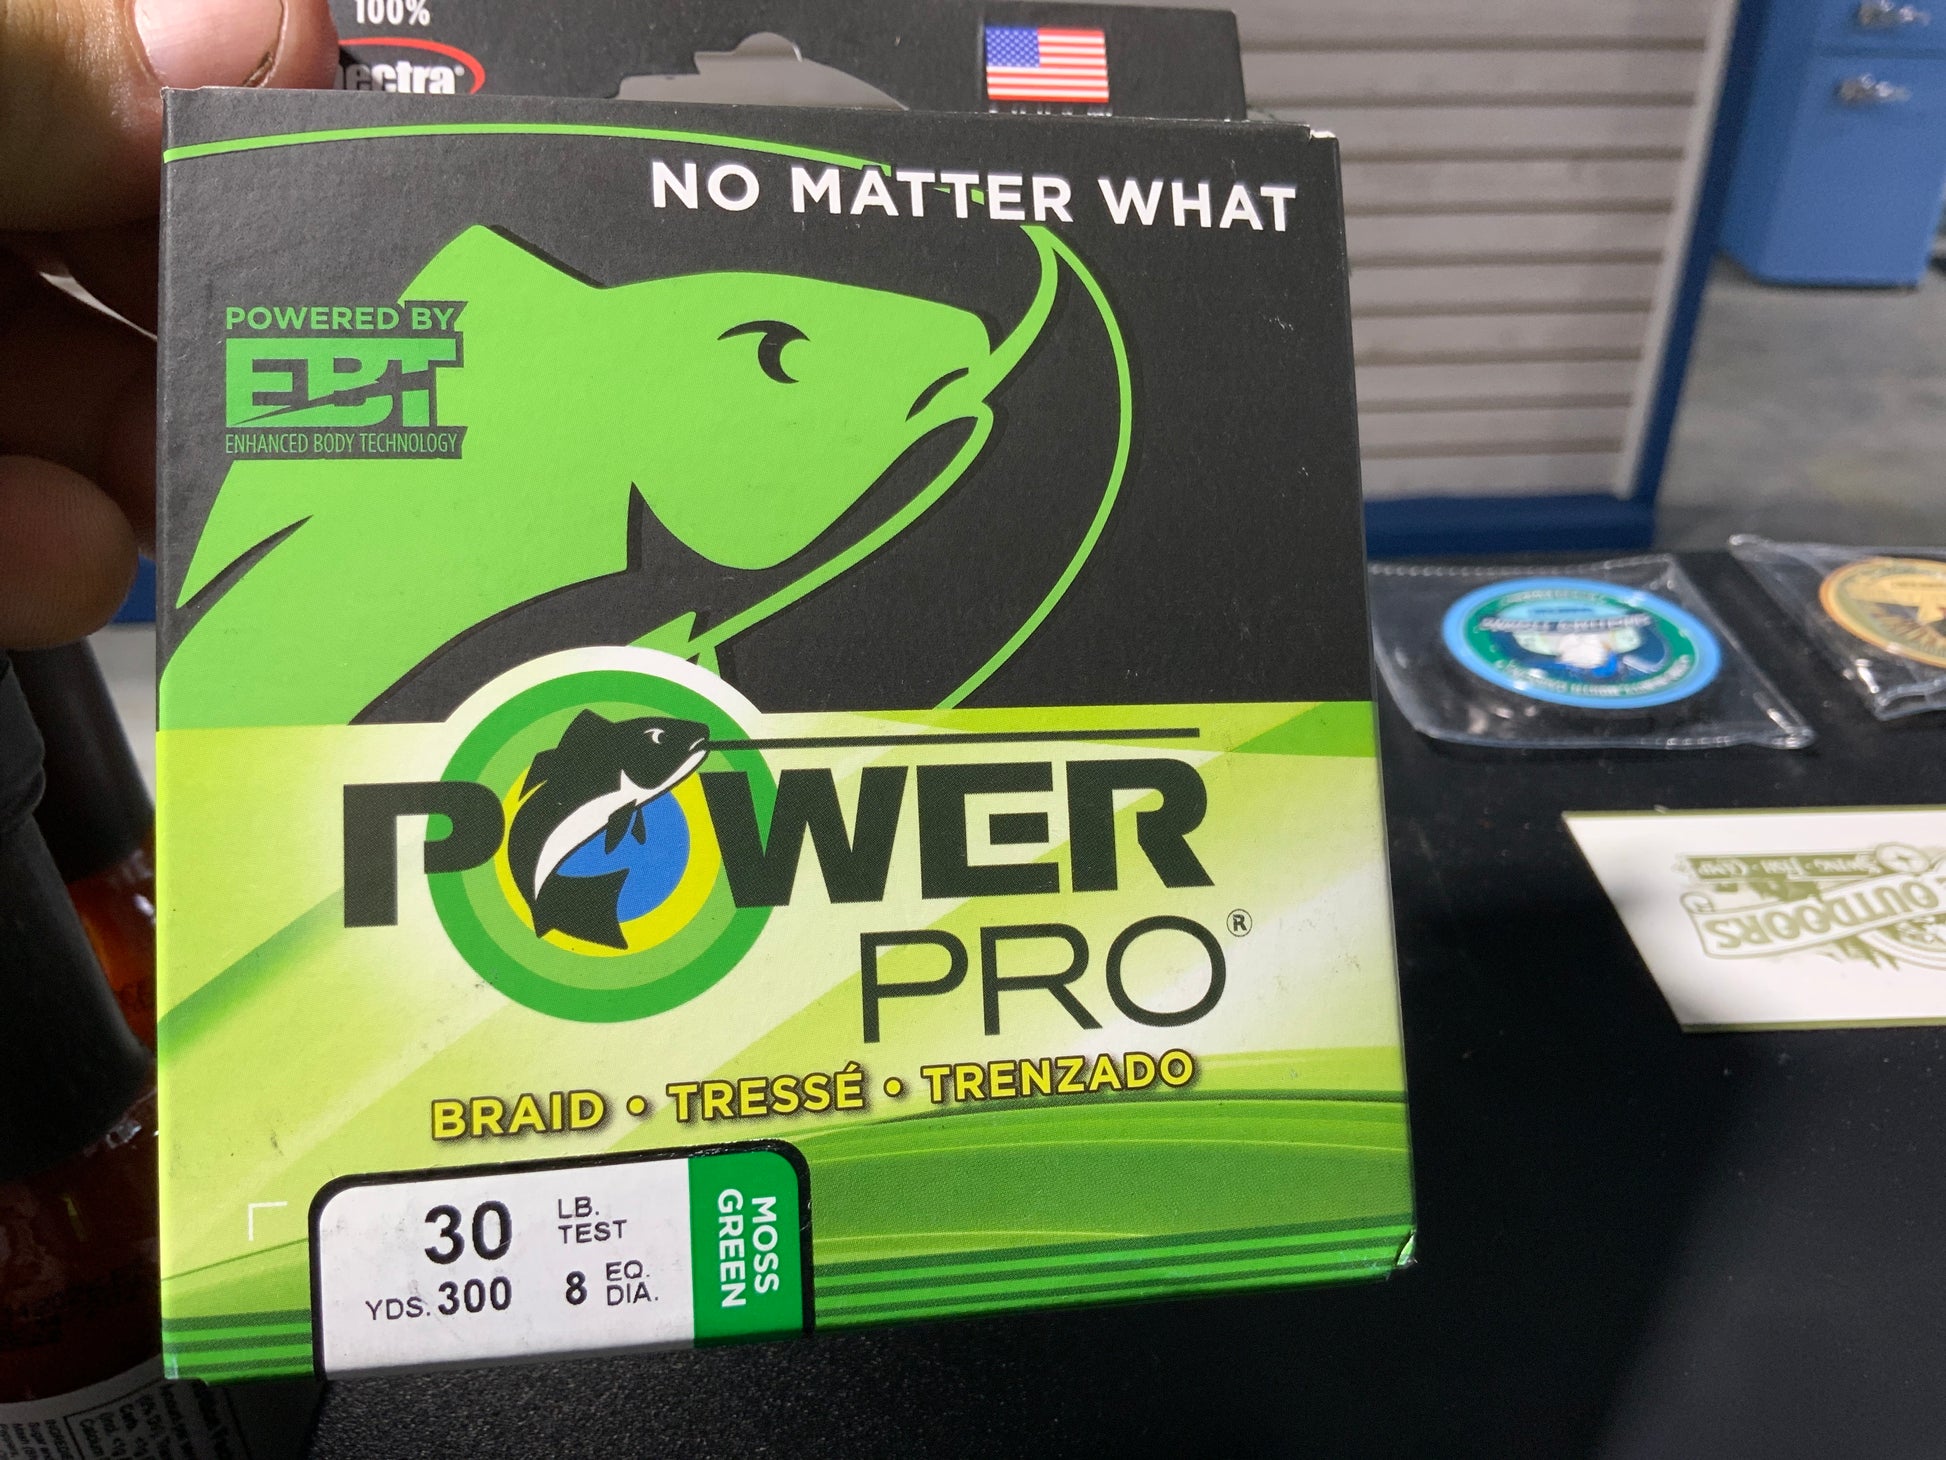 100%
NO MATTER WHAT
POWERED BY
EBT
ENHANCED BODY TECHNOLOGY
POWER
PRO®
BRAID • TRESSÉ • TRENZADO
30 LB. TEST
YDS. 300 8 EQ. DIA.
MOSS
GREEN
OUTDOORS